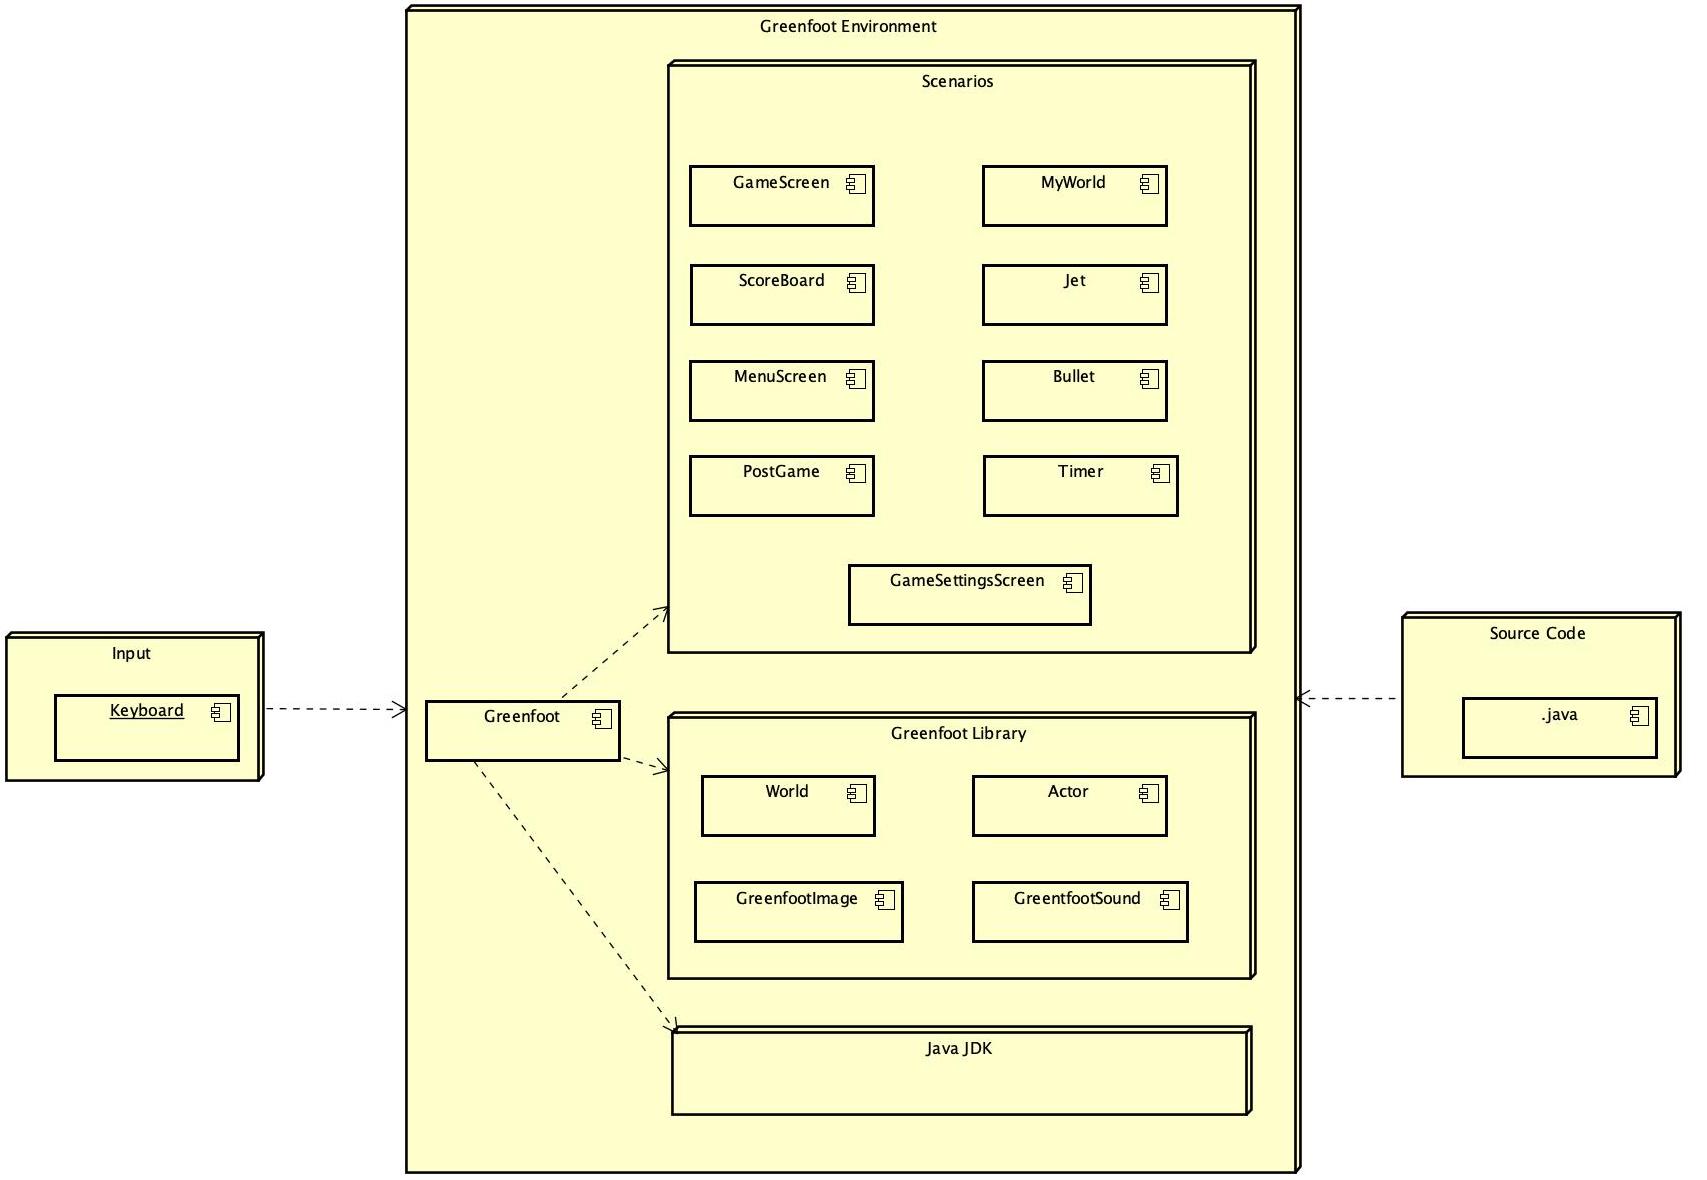 Greenfoot Environment
Scenarios
GameScreen
MyWorld
ScoreBoard
Jet
MenuScreen
Bullet
PostGame
Timer
GameSettingsScreen
Input
Keyboard
Greenfoot
Greenfoot Library
World
Actor
GreenfootImage
GreentfootSound
Java JDK
Source Code
.java